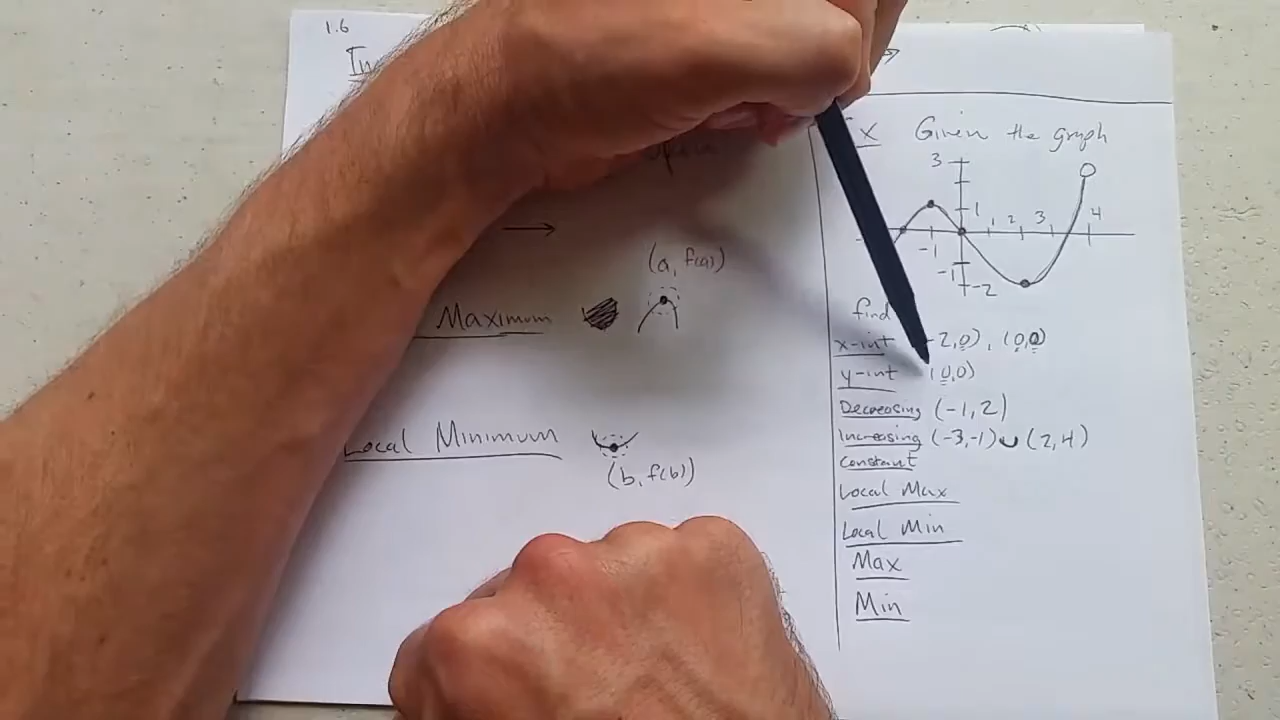 1.6
(a, f(a))
Maximum
Local Minimum
(b, f(b))
Given the graph
3
1
2
3
4
-1
-1
-2
find
x-int -2,0), (0,0)
y-int (0,0)
Decreasing (-1,2)
Increasing (-3,-1)∪(2,4)
Constant
Local Max
Local Min
Max
Min